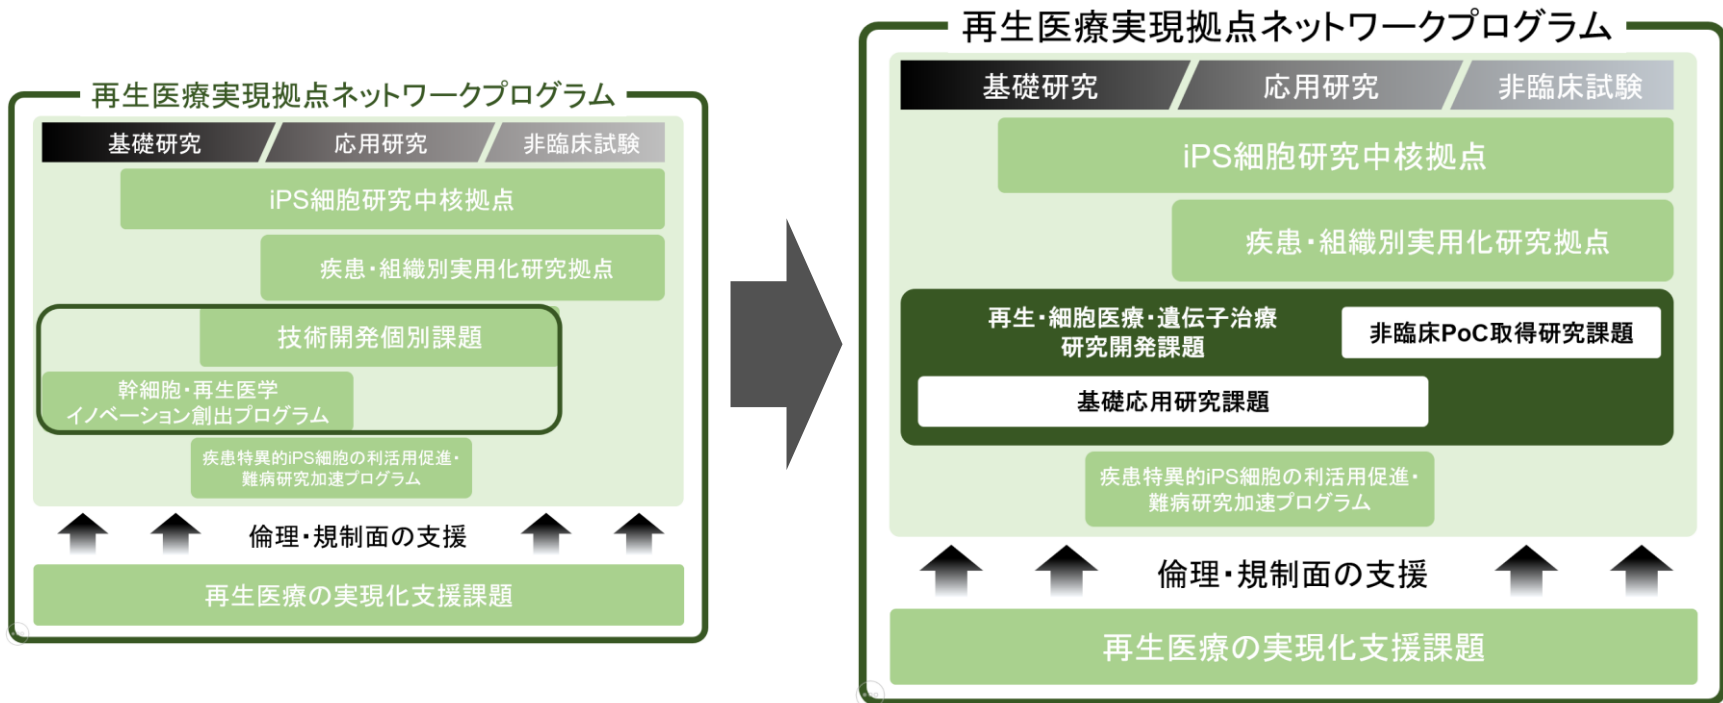 再生医療実現拠点ネットワークプログラム
基礎研究
応用研究
非臨床試験
iPS細胞研究中核拠点
疾患・組織別実用化研究拠点
技術開発個別課題
幹細胞・再生医学
イノベーション創出プログラム
疾患特異的iPS細胞の利活用促進・
難病研究加速プログラム
倫理・規制面の支援
再生医療の実現化支援課題
再生医療実現拠点ネットワークプログラム
基礎研究
応用研究
非臨床試験
iPS細胞研究中核拠点
疾患・組織別実用化研究拠点
再生・細胞医療・遺伝子治療
研究開発課題
非臨床PoC取得研究課題
基礎応用研究課題
疾患特異的iPS細胞の利活用促進・
難病研究加速プログラム
倫理・規制面の支援
再生医療の実現化支援課題